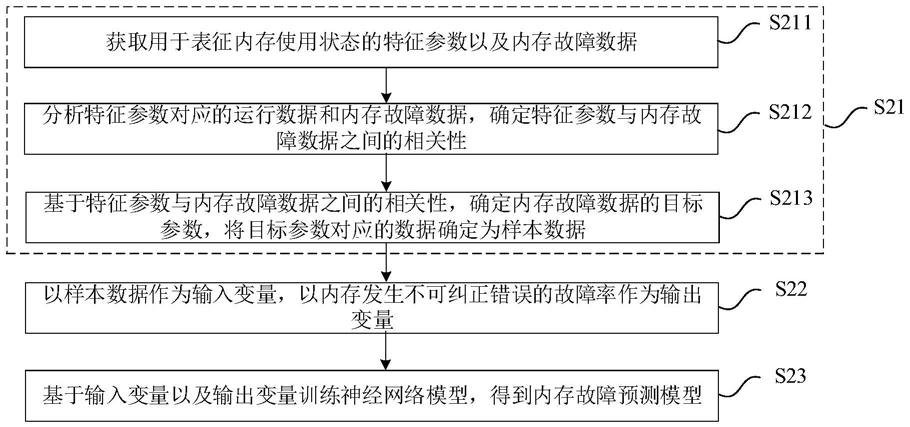 获取用于表征内存使用状态的特征参数以及内存故障数据
S211
分析特征参数对应的运行数据和内存故障数据，确定特征参数与内存故
障数据之间的相关性
S212
S21
基于特征参数与内存故障数据之间的相关性，确定内存故障数据的目标
参数，将目标参数对应的数据确定为样本数据
S213
以样本数据作为输入变量，以内存发生不可纠正错误的故障率作为输出
变量
S22
基于输入变量以及输出变量训练神经网络模型，得到内存故障预测模型
S23